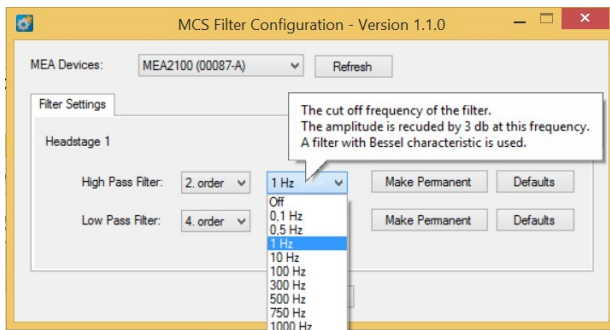 MCS Filter Configuration - Version 1.1.0
MEA Devices: MEA2100 (00087-A) Refresh
Filter Settings
The cut off frequency of the filter.
The amplitude is recuded by 3 db at this frequency.
A filter with Bessel characteristic is used.
Headstage 1
High Pass Filter: 2. order 1 Hz Make Permanent Defaults
Low Pass Filter: 4. order Make Permanent Defaults
Off
0,1 Hz
0.5 Hz
1 Hz
10 Hz
100 Hz
300 Hz
500 Hz
750 Hz
1000 Hz